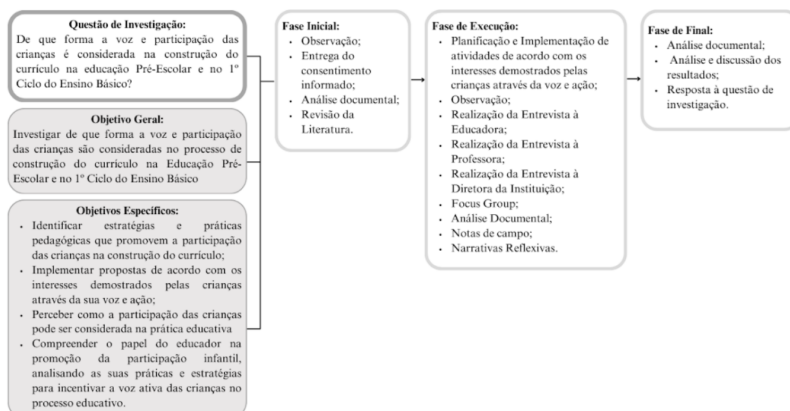 Questão de Investigação:
De que forma a voz e participação das
crianças é considerada na construção do
currículo na educação Pré-Escolar e no 1º
Ciclo do Ensino Básico?
Objetivo Geral:
Investigar de que forma a voz e participação
das crianças são consideradas no processo de
construção do currículo na Educação Pré-
Escolar e no 1º Ciclo do Ensino Básico
Objetivos Específicos:
• Identificar estratégias e práticas
pedagógicas que promovem a participação
das crianças na construção do currículo;
• Implementar propostas de acordo com os
interesses demostrados pelas crianças
através da sua voz e ação;
• Perceber como a participação das crianças
pode ser considerada na prática educativa
• Compreender o papel do educador na
promoção da participação infantil,
analisando as suas práticas e estratégias
para incentivar a voz ativa das crianças no
processo educativo.
Fase Inicial:
• Observação;
• Entrega do
consentimento
informado;
• Análise documental;
• Revisão da
Literatura.
Fase de Execução:
• Planificação e Implementação de
atividades de acordo com os
interesses demostrados pelas
crianças através da voz e ação;
• Observação;
• Realização da Entrevista à
Educadora;
• Realização da Entrevista à
Professora;
• Realização da Entrevista à
Diretora da Instituição;
• Focus Group;
• Análise Documental;
• Notas de campo;
• Narrativas Reflexivas.
Fase de Final:
• Análise documental;
• Análise e discussão dos
resultados;
• Resposta à questão de
investigação.